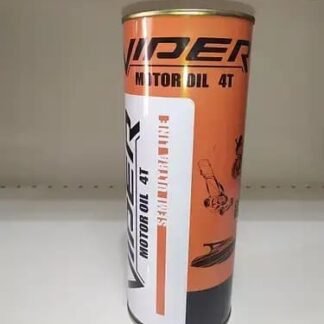 VIPER
MOTOR OIL 4T
VIPER
MOTOR OIL 4T
SEMI ULTRA LINE